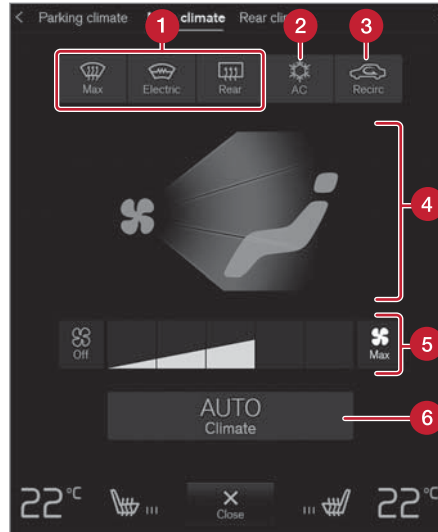 Parking climate climate Rear
1 2 3
Max Electric Rear AC Recirc
4
Off Max 5
AUTO
Climate 6
22°C Close 22°C